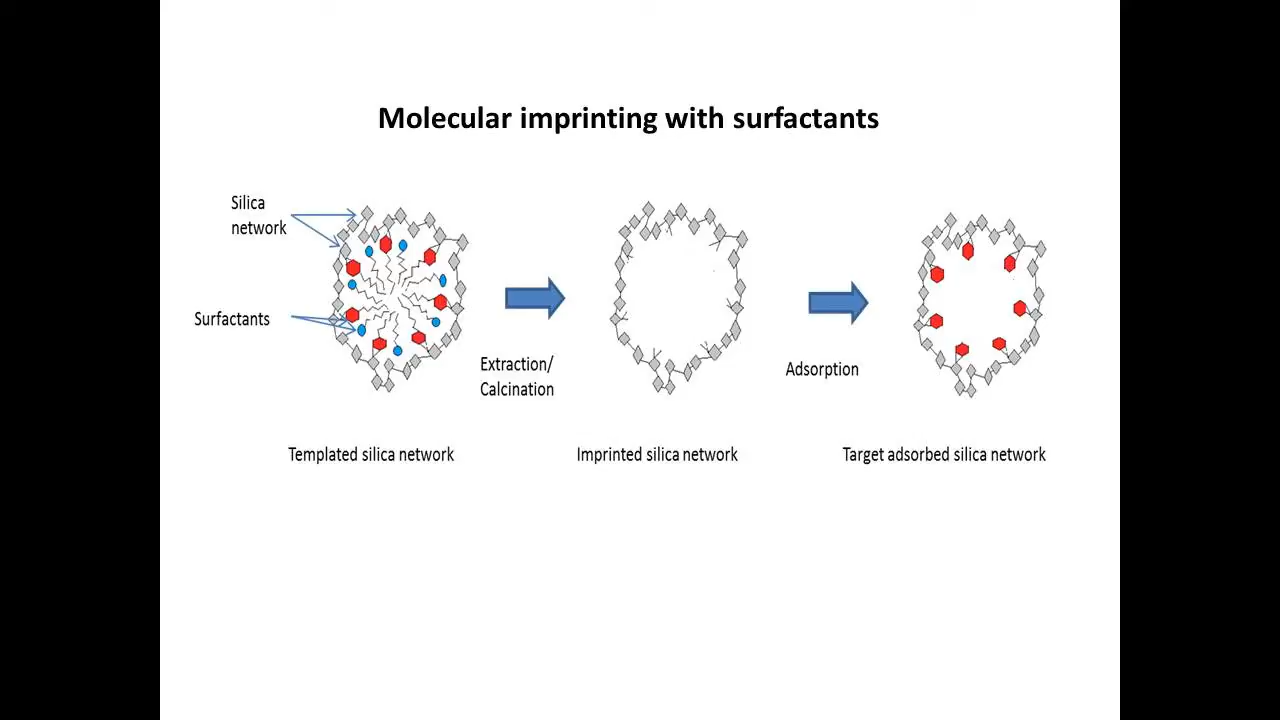 Molecular imprinting with surfactants
Silica
network
Surfactants
Extraction/
Calcination
Adsorption
Templated silica network
Imprinted silica network
Target adsorbed silica network